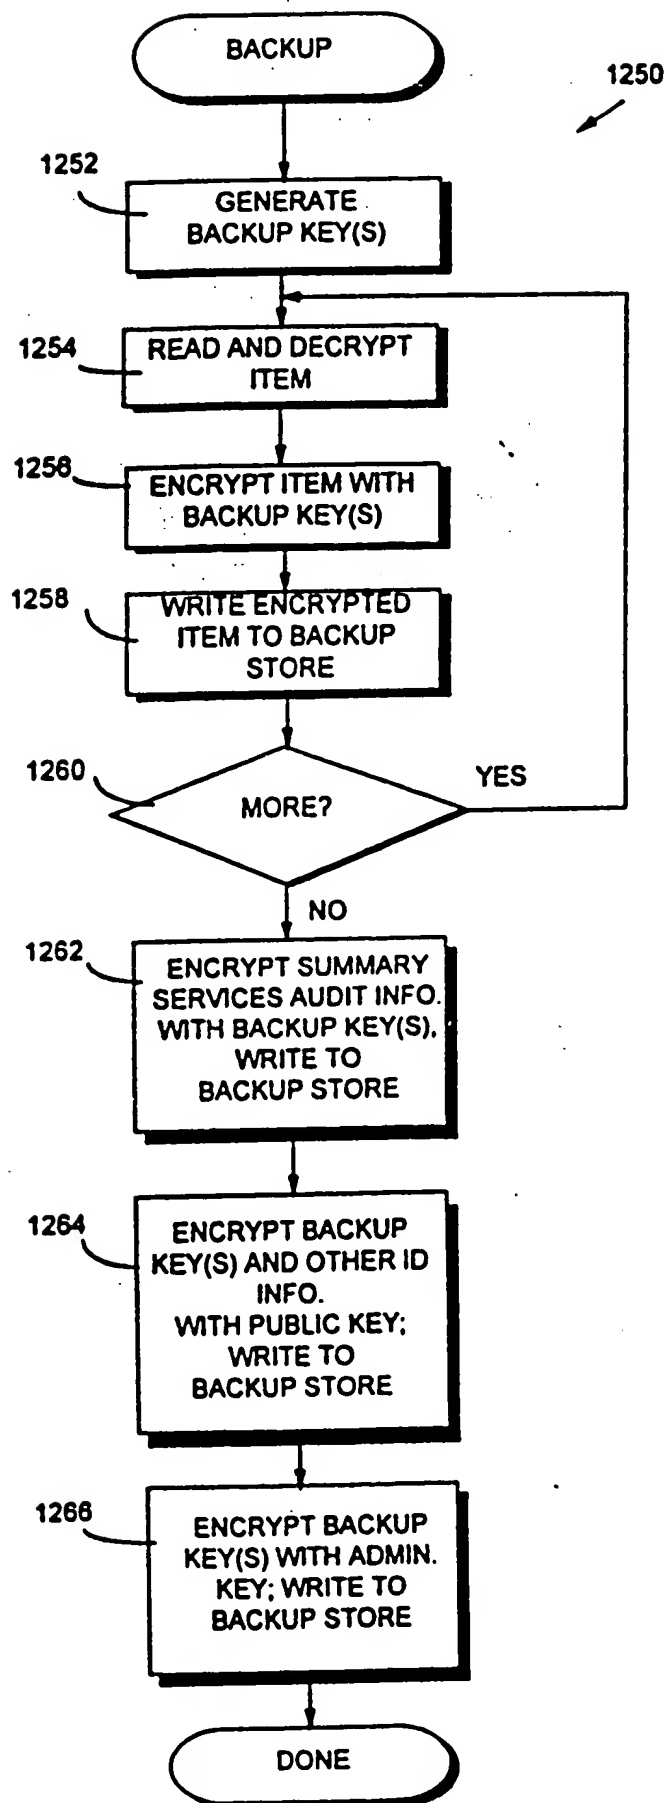 BACKUP
1250
1252
GENERATE
BACKUP KEY(S)
1254
READ AND DECRYPT
ITEM
1256
ENCRYPT ITEM WITH
BACKUP KEY(S)
1258
WRITE ENCRYPTED
ITEM TO BACKUP
STORE
1260
MORE?
YES
NO
1262
ENCRYPT SUMMARY
SERVICES AUDIT INFO.
WITH BACKUP KEY(S),
WRITE TO
BACKUP STORE
1264
ENCRYPT BACKUP
KEY(S) AND OTHER ID
INFO.
WITH PUBLIC KEY;
WRITE TO
BACKUP STORE
1266
ENCRYPT BACKUP
KEY(S) WITH ADMIN.
KEY; WRITE TO
BACKUP STORE
DONE